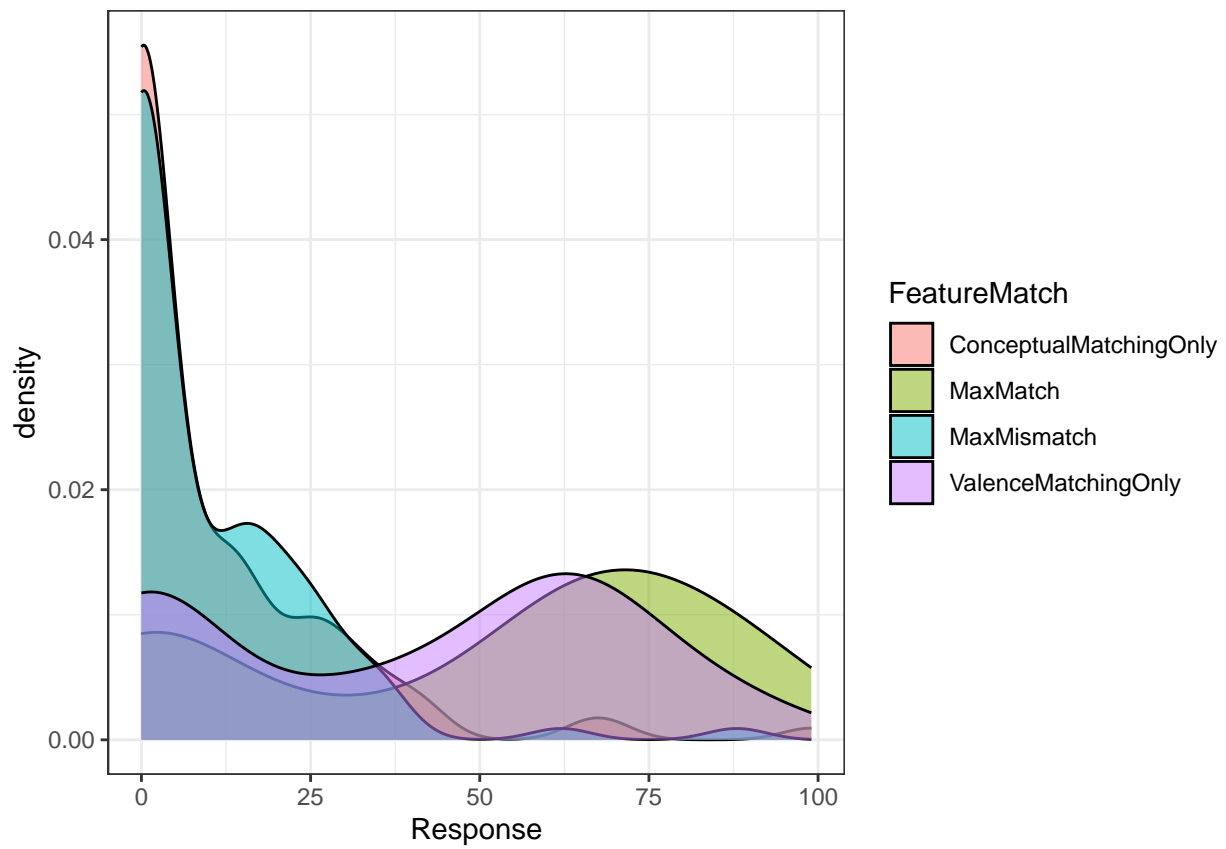 0.04
0.02
0.00
density
0
25
50
75
100
Response
FeatureMatch
ConceptualMatchingOnly
MaxMatch
MaxMismatch
ValenceMatchingOnly